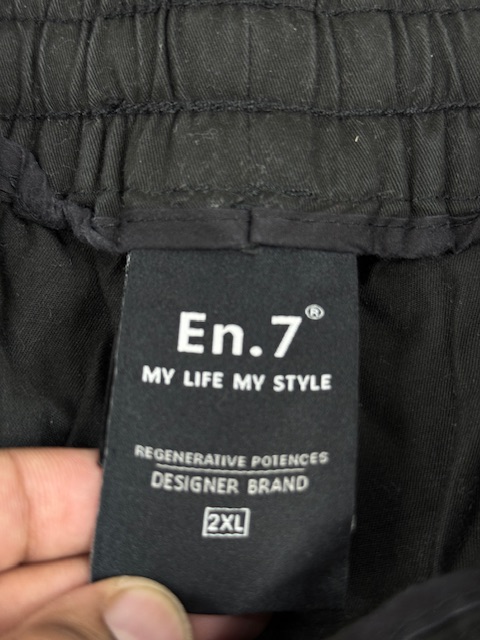 En.7®
MY LIFE MY STYLE
REGENERATIVE POTENCES
DESIGNER BRAND
2XL